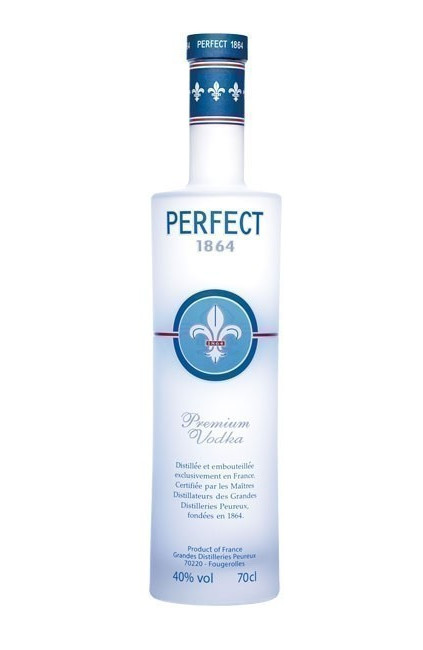 PERFECT 1864
PERFECT
1864
1864
Premium
Vodka
Distillée et embouteillée
exclusivement en France.
Certifiée par les Maîtres
Distillateurs des Grandes
Distilleries Peureux,
fondées en 1864.
Product of France
Grandes Distilleries Peureux
70220 - Fougerolles
40% vol 70cl